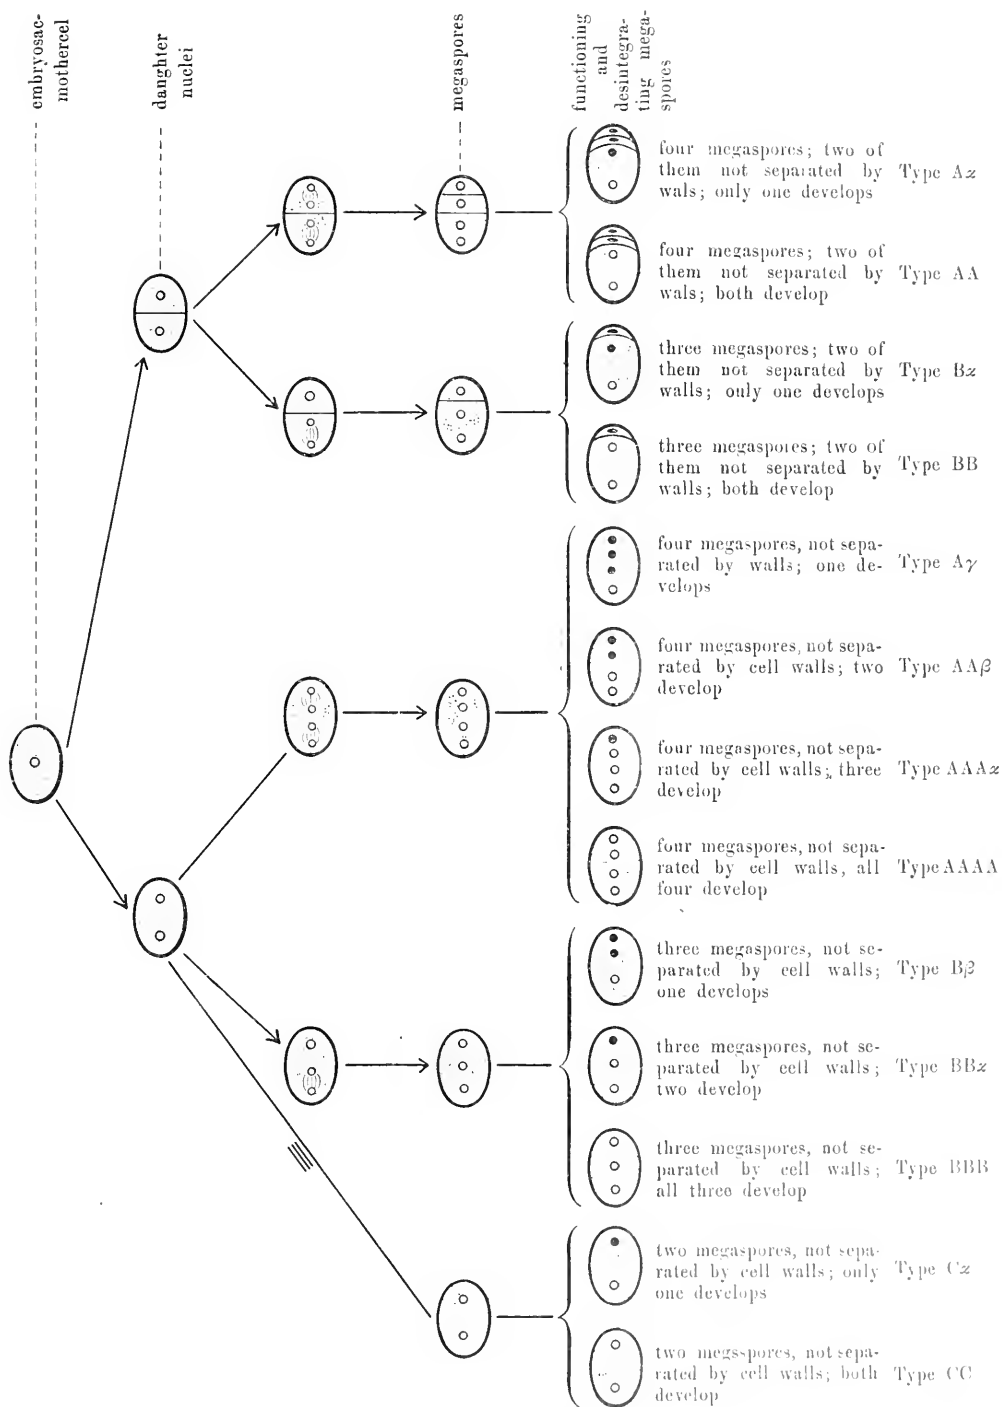 embryosac-
mothercel
danghter
nuclei
megaspores
functioning
and
desintegra-
ting mega-
spores
four megaspores; two of
them not separated by
wals; only one develops
Type Aα
four megaspores; two of
them not separated by
wals; both develop
Type AA
three megaspores; two of
them not separated by
walls; only one develops
Type Bα
three megaspores; two of
them not separated by
walls; both develop
Type BB
four megaspores, not sepa-
rated by walls; one de-
velops
Type Aγ
four megaspores, not sepa-
rated by cell walls; two
develop
Type AAβ
four megaspores, not sepa-
rated by cell walls; three
develop
Type AAAα
four megaspores, not sepa-
rated by cell walls, all
four develop
Type AAAA
three megaspores, not se-
parated by cell walls;
one develops
Type Bβ
three megaspores, not se-
parated by cell walls;
two develop
Type BBα
three megaspores, not se-
parated by cell walls;
all three develop
Type BBB
two megaspores, not sepa-
rated by cell walls; only
one develops
Type Cα
two megsspores, not sepa-
rated by cell walls; both
develop
Type CC